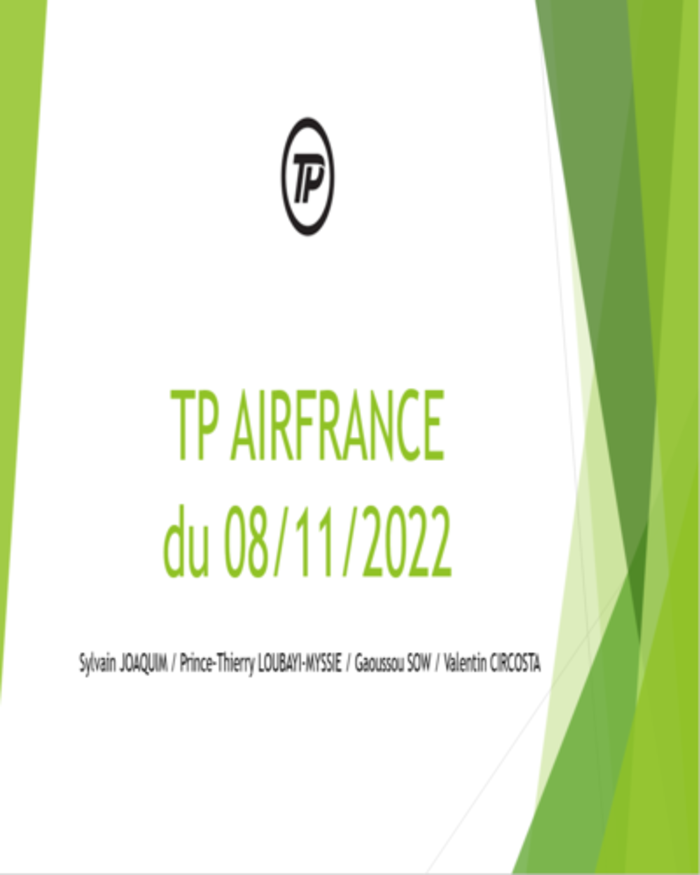 TP
TP AIRFRANCE
du 08/11/2022
Sylvain JOAQUIM / Prince-Thierry LOUBAYI-MYSSIE / Gaoussou SOW / Valentin CIRCOSTA